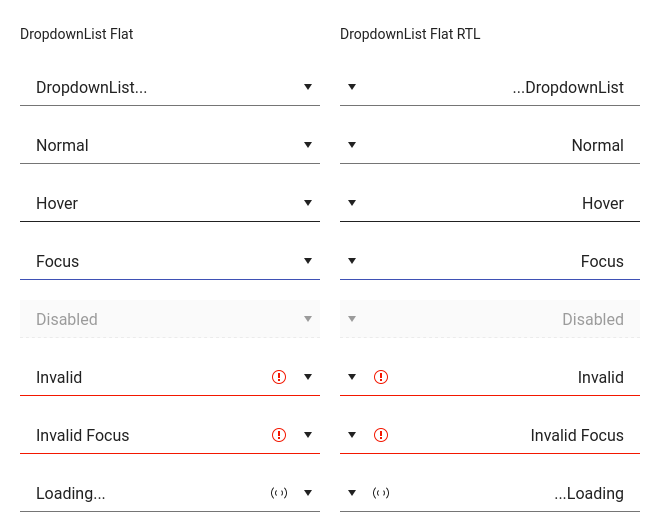 DropdownList Flat
DropdownList...
Normal
Hover
Focus
Disabled
Invalid
Invalid Focus
Loading...
DropdownList Flat RTL
...DropdownList
Normal
Hover
Focus
Disabled
Invalid
Invalid Focus
...Loading